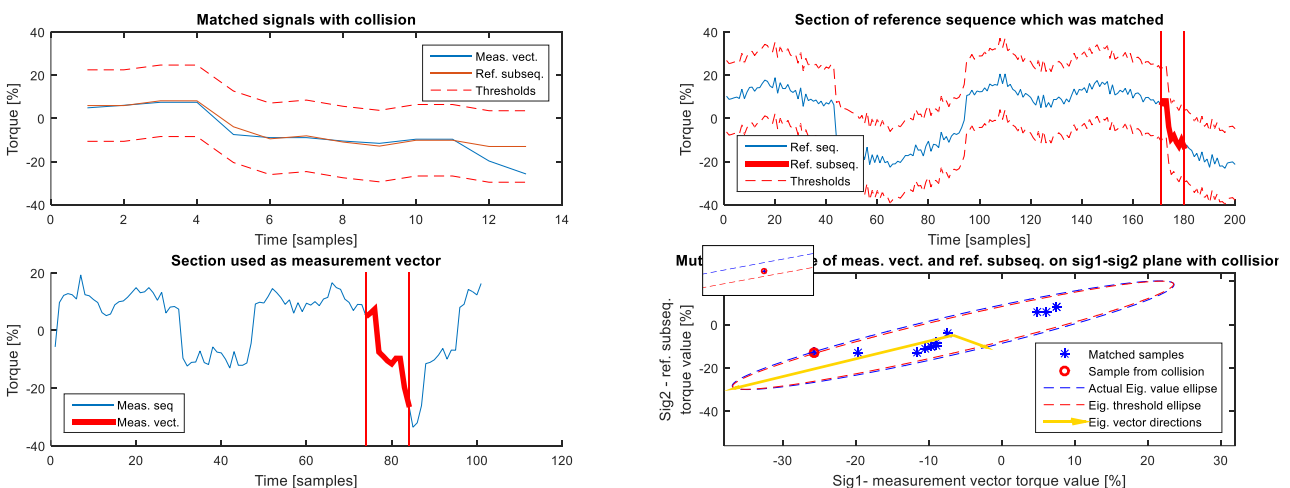 Matched signals with collision
40
20
0
-20
-40
Torque [%]
Meas. vect.
Ref. subseq.
Thresholds
0 2 4 6 8 10 12 14
Time [samples]
Section of reference sequence which was matched
40
20
0
-20
-40
Torque [%]
Ref. seq.
Ref. subseq.
Thresholds
0 20 40 60 80 100 120 140 160 180 200
Time [samples]
Section used as measurement vector
20
0
-20
-40
Torque [%]
Meas. seq
Meas. vect.
0 20 40 60 80 100 120
Time [samples]
of meas. vect. and ref. subseq. on sig1-sig2 plane with collision
20
0
-20
-40
Sig2 - ref. subseq.
torque value [%]
Matched samples
Sample from collision
Actual Eig. value ellipse
Eig. threshold ellipse
Eig. vector directions
-30 -20 -10 0 10 20 30
Sig1- measurement vector torque value [%]